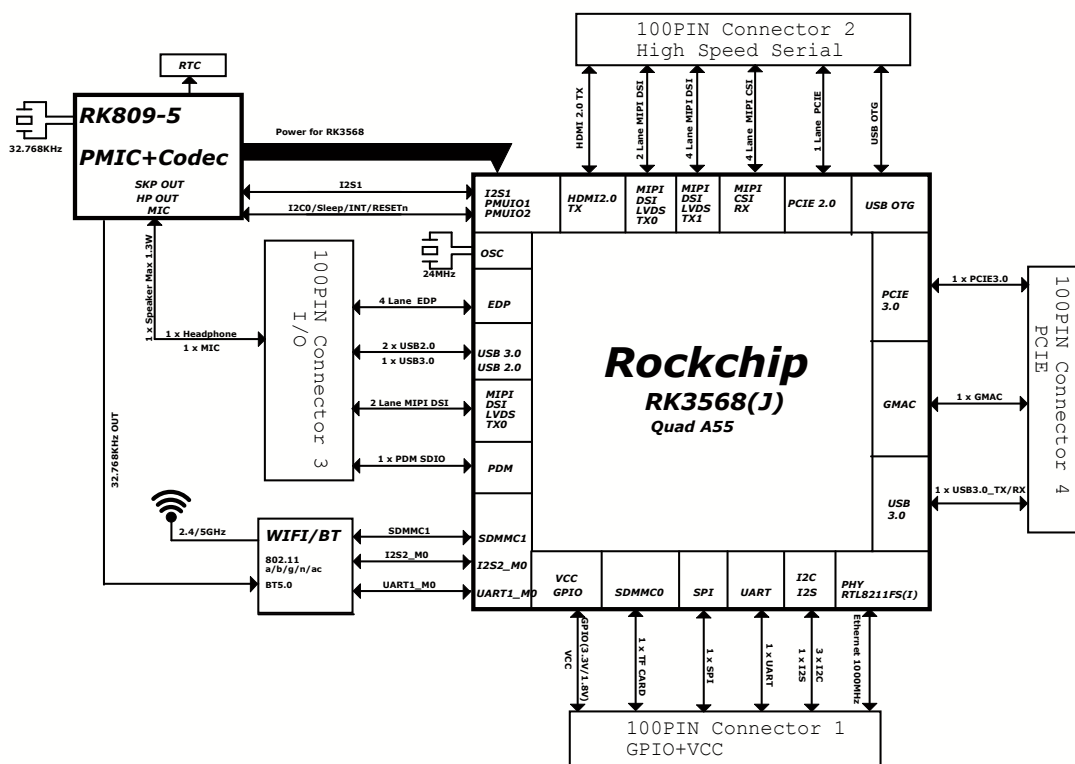 100PIN Connector 2
High Speed Serial
RTC
RK809-5
PMIC+Codec
SKP OUT
HP OUT
MIC
32.768KHz
Power for RK3568
I2S1
I2C0/Sleep/INT/RESETn
HDMI 2.0 TX
2 Lane MIPI DSI
4 Lane MIPI DSI
4 Lane MIPI CSI
1 Lane PCIE
USB OTG
I2S1
PMUIO1
PMUIO2
HDMI2.0
TX
MIPI
DSI
LVDS
TX0
MIPI
DSI
LVDS
TX1
MIPI
CSI
RX
PCIE 2.0
USB OTG
OSC
24MHz
EDP
USB 3.0
USB 2.0
MIPI
DSI
LVDS
TX0
PDM
SDMMC1
I2S2_M0
UART1_M0
Rockchip
RK3568(J)
Quad A55
PCIE
3.0
GMAC
USB
3.0
1 x PCIE3.0
1 x GMAC
1 x USB3.0_TX/RX
100PIN Connector 4
PCIE
1 x Speaker Max 1.3W
1 x Headphone
1 x MIC
100PIN Connector 3
I/O
4 Lane EDP
2 x USB2.0
1 x USB3.0
2 Lane MIPI DSI
1 x PDM SDIO
32.768KHz OUT
2.4/5GHz
WIFI/BT
802.11
a/b/g/n/ac
BT5.0
SDMMC1
I2S2_M0
UART1_M0
VCC
GPIO
SDMMC0
SPI
UART
I2C
I2S
PHY
RTL8211FS(I)
GPIO(3.3V/1.8V)
VCC
1 x TF CARD
1 x SPI
1 x UART
3 x I2C
1 x I2S
Ethernet 1000MHz
100PIN Connector 1
GPIO+VCC